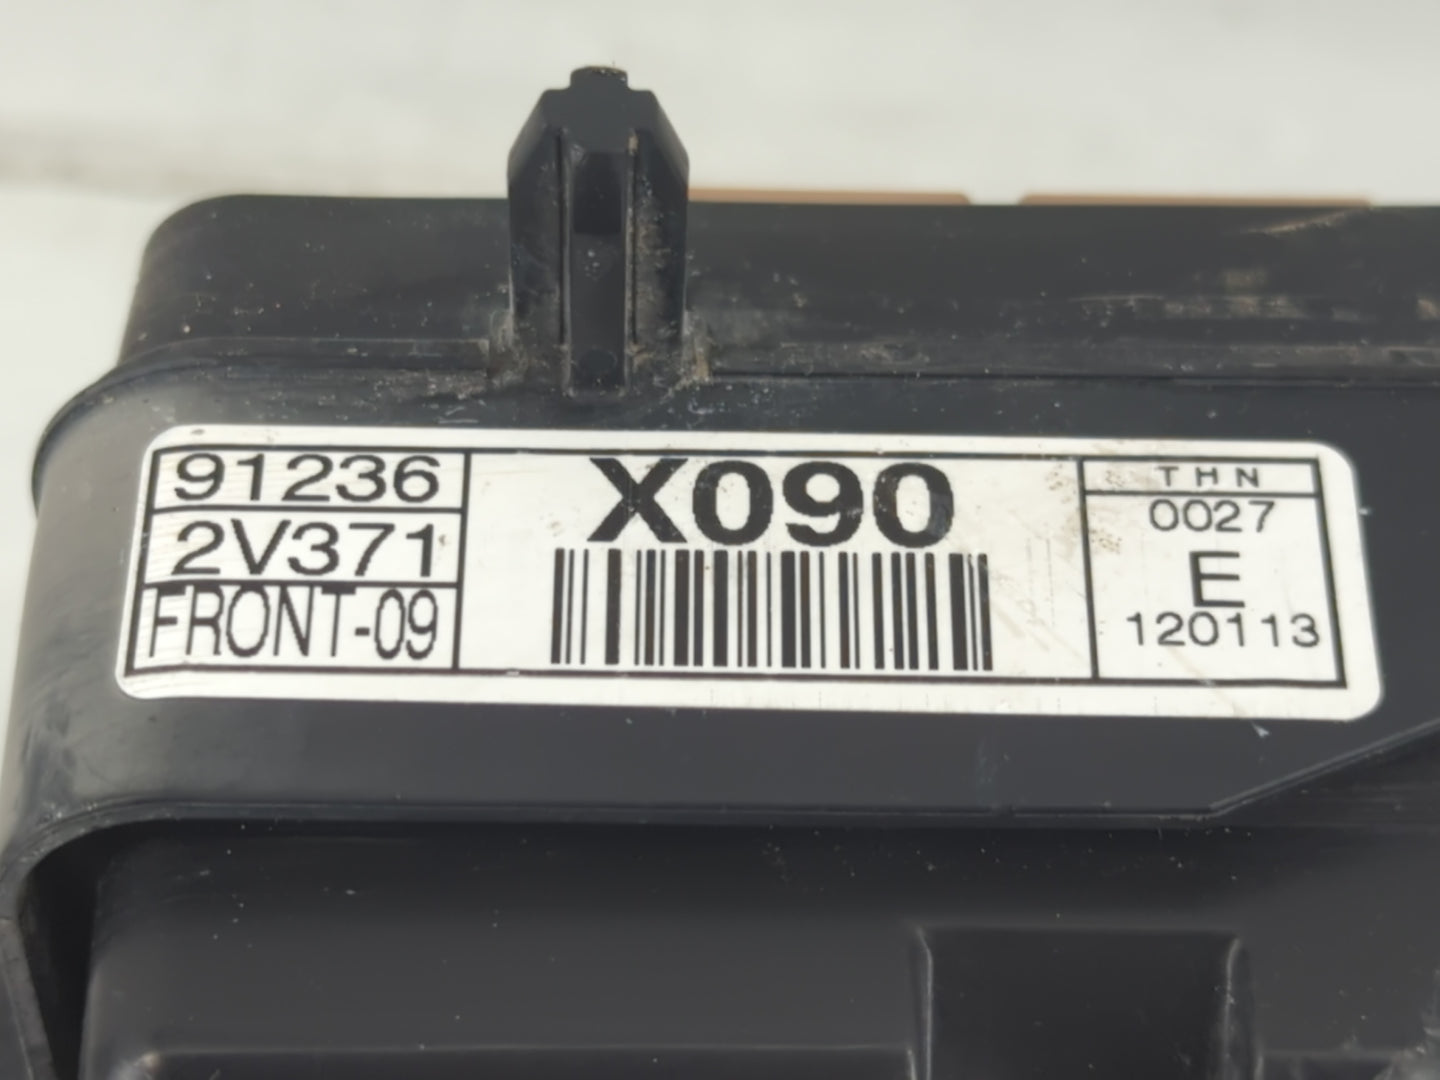 91236
2V371
FRONT-09
X090
THN
0027
E
120113